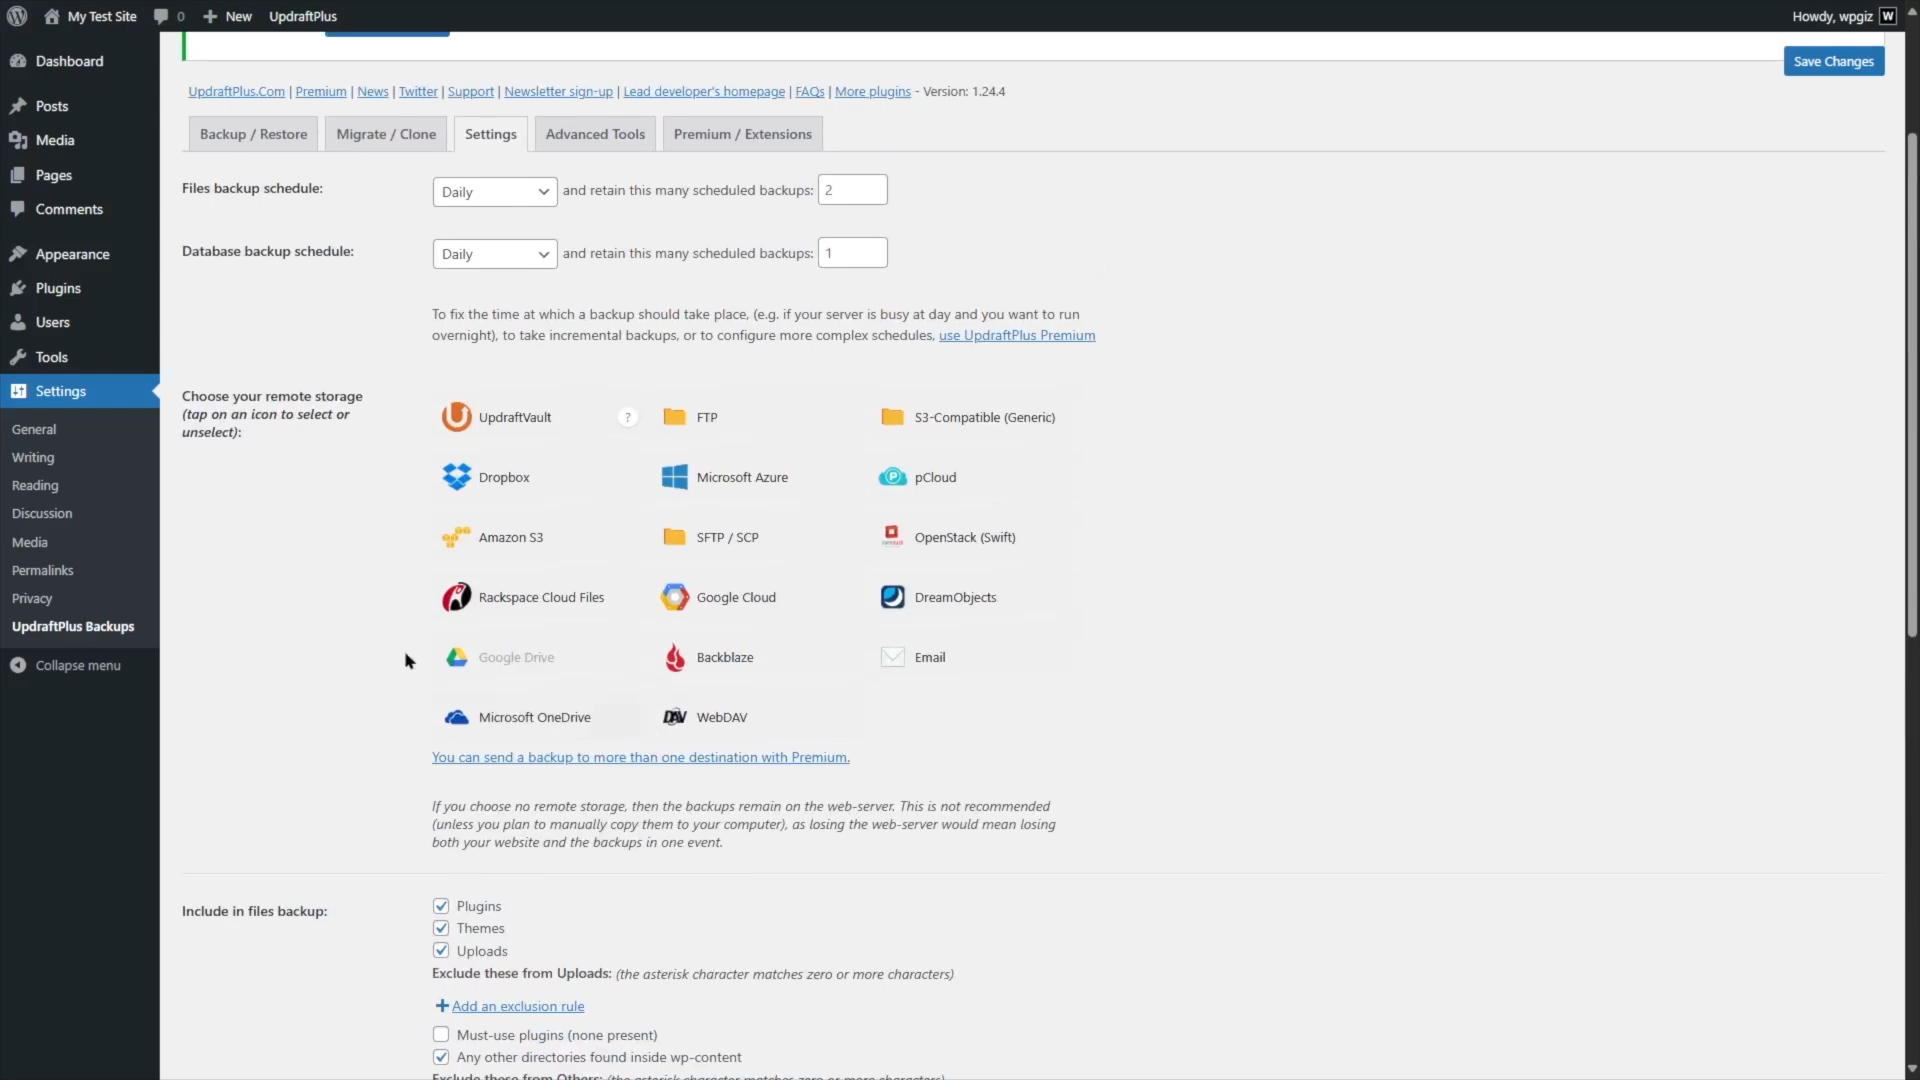 My Test Site 0 New UpdraftPlus Howdy, wpgiz W
Dashboard
Posts
Media
Pages
Comments
Appearance
Plugins
Users
Tools
Settings
General
Writing
Reading
Discussion
Media
Permalinks
Privacy
UpdraftPlus Backups
Collapse menu
Save Changes
UpdraftPlus.Com | Premium | News | Twitter | Support | Newsletter sign-up | Lead developer's homepage | FAQs | More plugins - Version: 1.24.4
Backup / Restore Migrate / Clone Settings Advanced Tools Premium / Extensions
Files backup schedule: Daily and retain this many scheduled backups: 2
Database backup schedule: Daily and retain this many scheduled backups: 1
To fix the time at which a backup should take place, (e.g. if your server is busy at day and you want to run
overnight), to take incremental backups, or to configure more complex schedules, use UpdraftPlus Premium
Choose your remote storage
(tap on an icon to select or
unselect):
UpdraftVault ? FTP S3-Compatible (Generic)
Dropbox Microsoft Azure pCloud
Amazon S3 SFTP / SCP OpenStack (Swift)
Rackspace Cloud Files Google Cloud DreamObjects
Google Drive Backblaze Email
Microsoft OneDrive DAV WebDAV
You can send a backup to more than one destination with Premium.
If you choose no remote storage, then the backups remain on the web-server. This is not recommended
(unless you plan to manually copy them to your computer), as losing the web-server would mean losing
both your website and the backups in one event.
Include in files backup:
Plugins
Themes
Uploads
Exclude these from Uploads: (the asterisk character matches zero or more characters)
Add an exclusion rule
Must-use plugins (none present)
Any other directories found inside wp-content
Exclude these from Others: (the asterisk character matches zero or more characters)